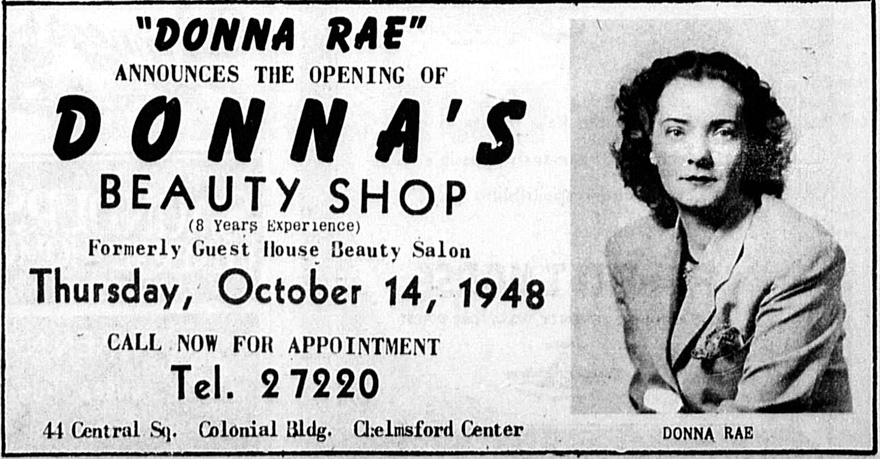 "DONNA RAE"
ANNOUNCES THE OPENING OF
DONNA'S
BEAUTY SHOP
(8 Years Experience)
Formerly Guest House Beauty Salon
Thursday, October 14, 1948
CALL NOW FOR APPOINTMENT
Tel. 27220
44 Central Sq. Colonial Bldg. Chelmsford Center
DONNA RAE